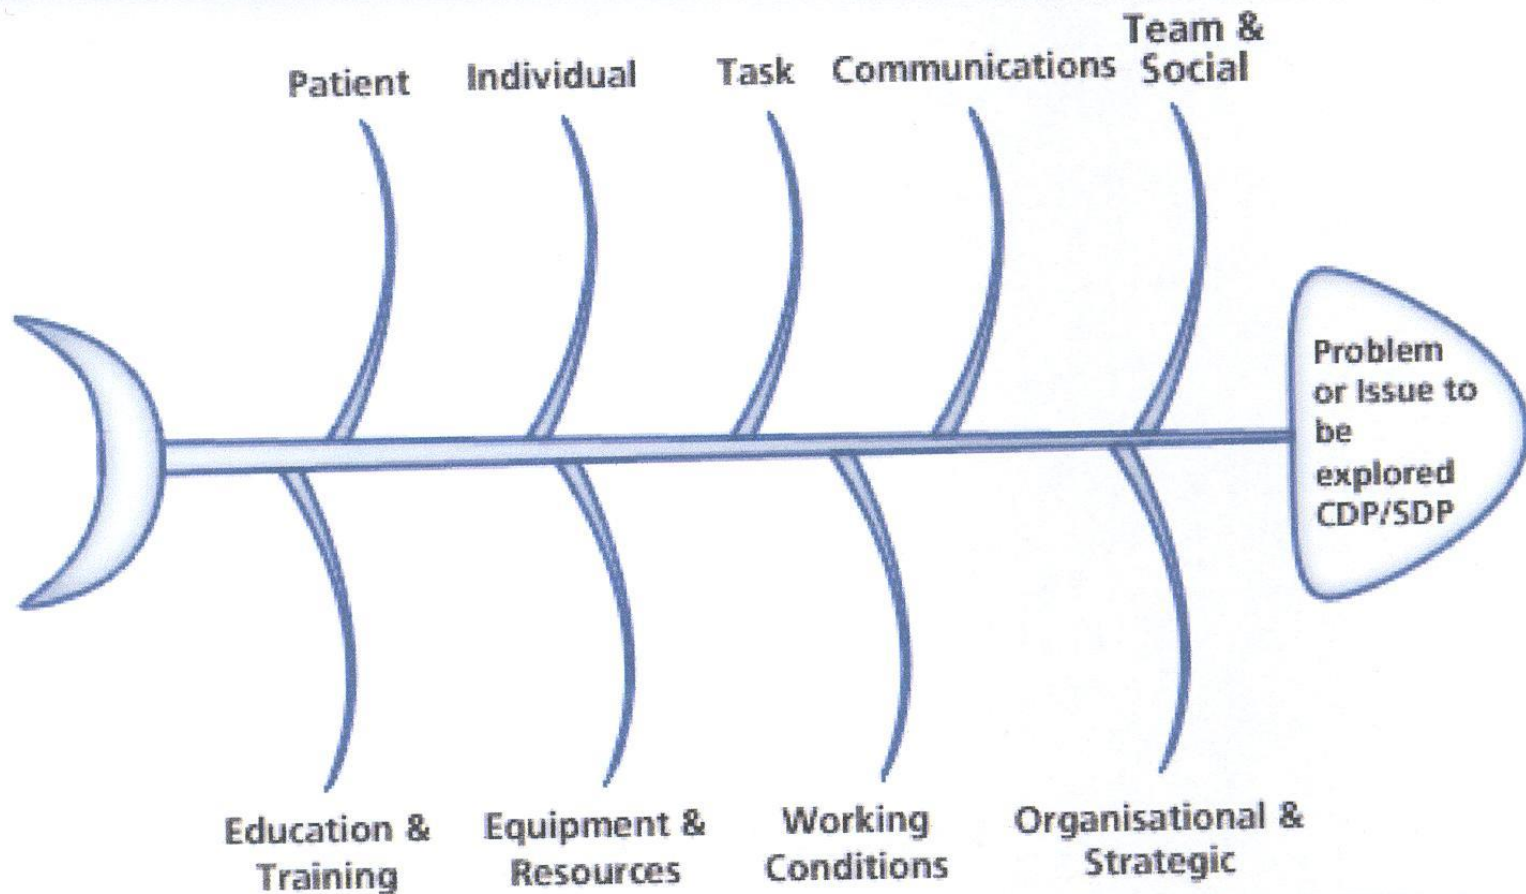 Patient
Individual
Task
Communications
Team &
Social
Problem
or Issue to
be
explored
CDP/SDP
Education &
Training
Equipment &
Resources
Working
Conditions
Organisational &
Strategic